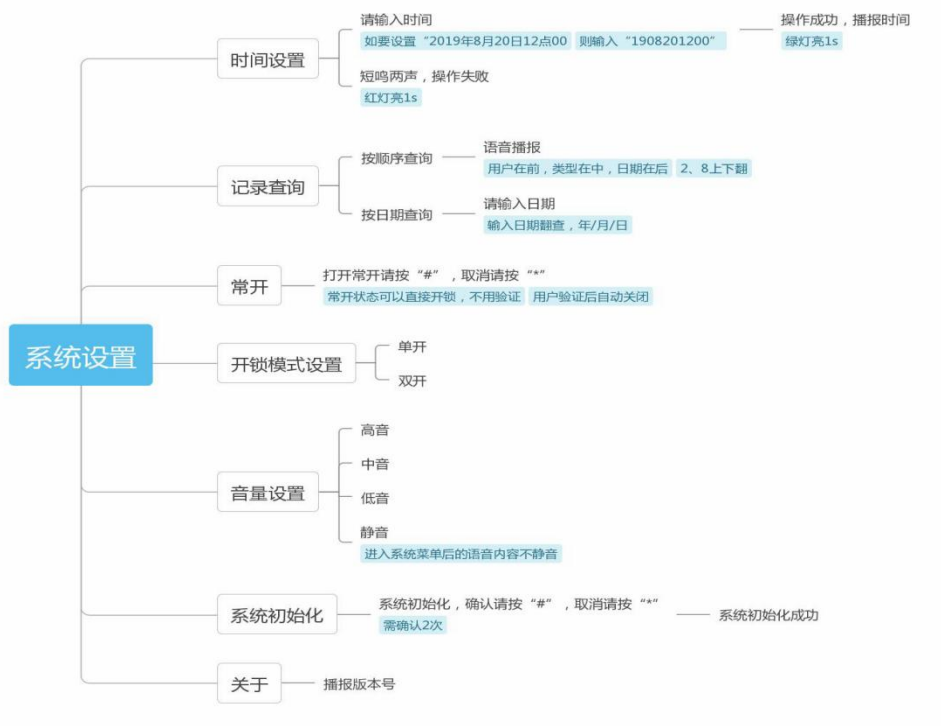 系统设置
时间设置
请输入时间
如要设置“2019年8月20日12点00 则输入“1908201200”
操作成功，播报时间
绿灯亮1s
短鸣两声，操作失败
红灯亮1s
记录查询
按顺序查询
语音播报
用户在前，类型在中，日期在后 2、8上下翻
按日期查询
请输入日期
输入日期翻查，年/月/日
常开
打开常开请按“#”，取消请按“*”
常开状态可以直接开锁，不用验证 用户验证后自动关闭
开锁模式设置
单开
双开
音量设置
高音
中音
低音
静音
进入系统菜单后的语音内容不静音
系统初始化
系统初始化，确认请按“#”，取消请按“*”
需确认2次
系统初始化成功
关于
播报版本号